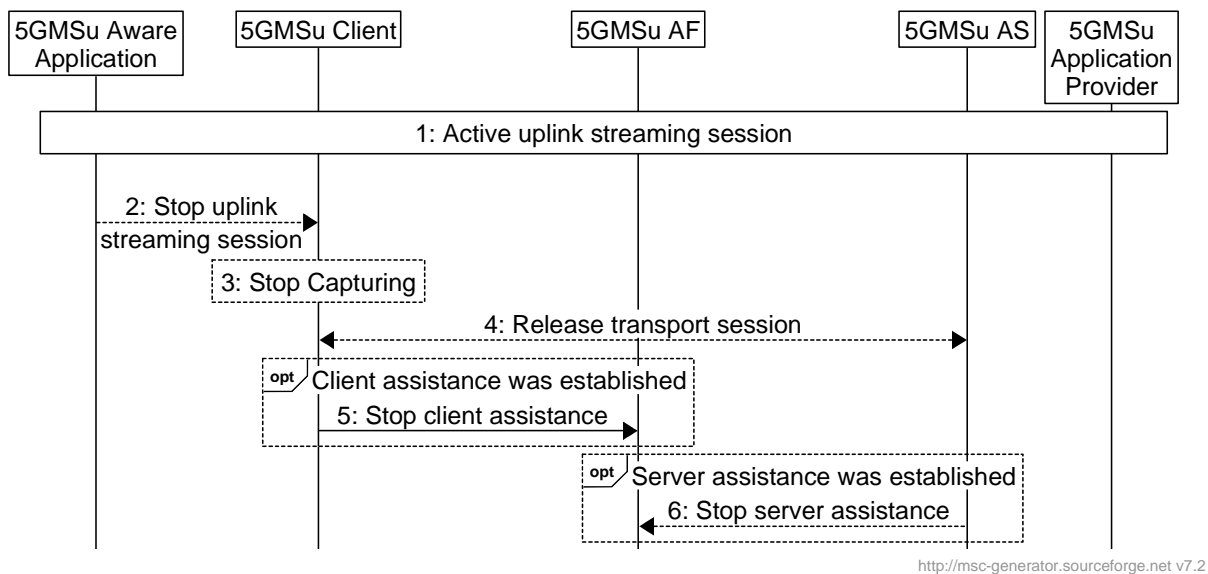 5GMSu Aware
Application
5GMSu Client
5GMSu AF
5GMSu AS
5GMSu
Application
Provider
1: Active uplink streaming session
2: Stop uplink
streaming session
3: Stop Capturing
4: Release transport session
opt
Client assistance was established
5: Stop client assistance
opt
Server assistance was established
6: Stop server assistance
http://msc-generator.sourceforge.net v7.2